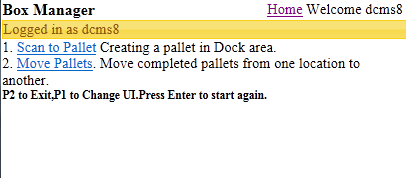 Box Manager Home Welcome dcms8
Logged in as dcms8
1. Scan to Pallet Creating a pallet in Dock area.
2. Move Pallets. Move completed pallets from one location to
another.
P2 to Exit,P1 to Change UI.Press Enter to start again.